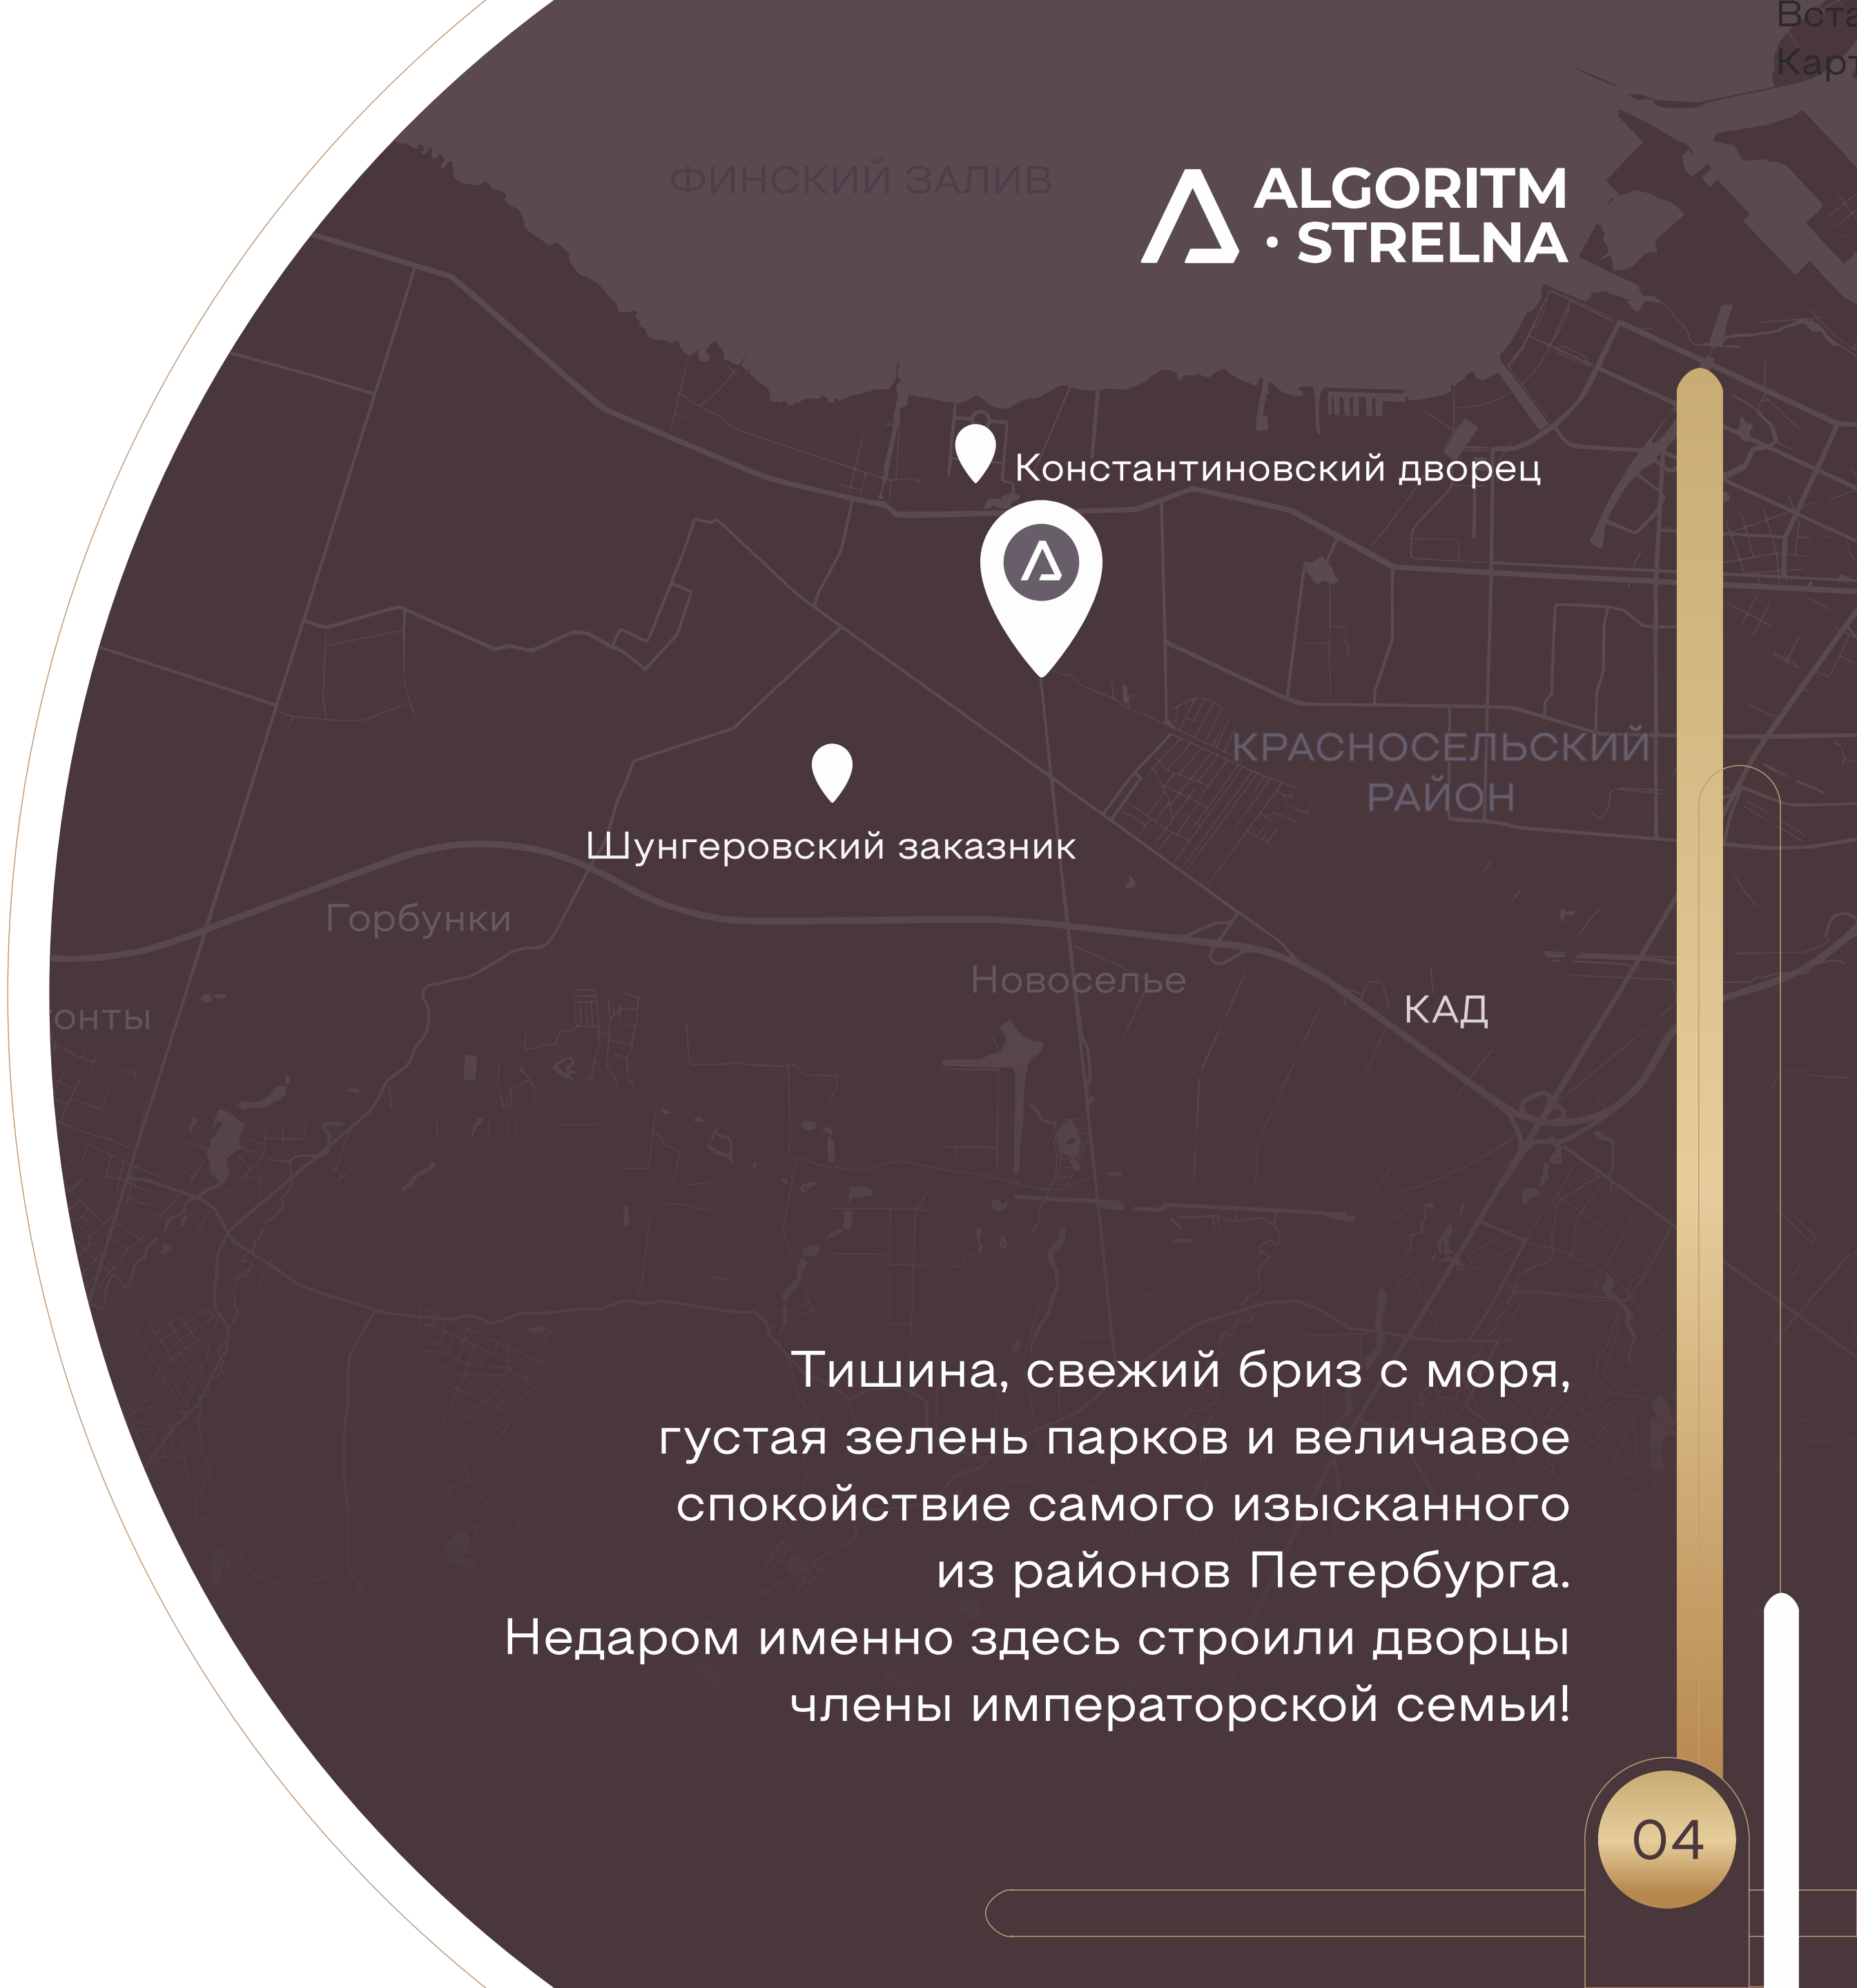 ФИНСКИЙ ЗАЛИВ
ALGORITM
· STRELNA
Константиновский дворец
КРАСНОСЕЛЬСКИЙ
РАЙОН
Шунгеровский заказник
Горбунки
Новоселье
КАД
Тишина, свежий бриз с моря,
густая зелень парков и величавое
спокойствие самого изысканного
из районов Петербурга.
Недаром именно здесь строили дворцы
члены императорской семьи!
04